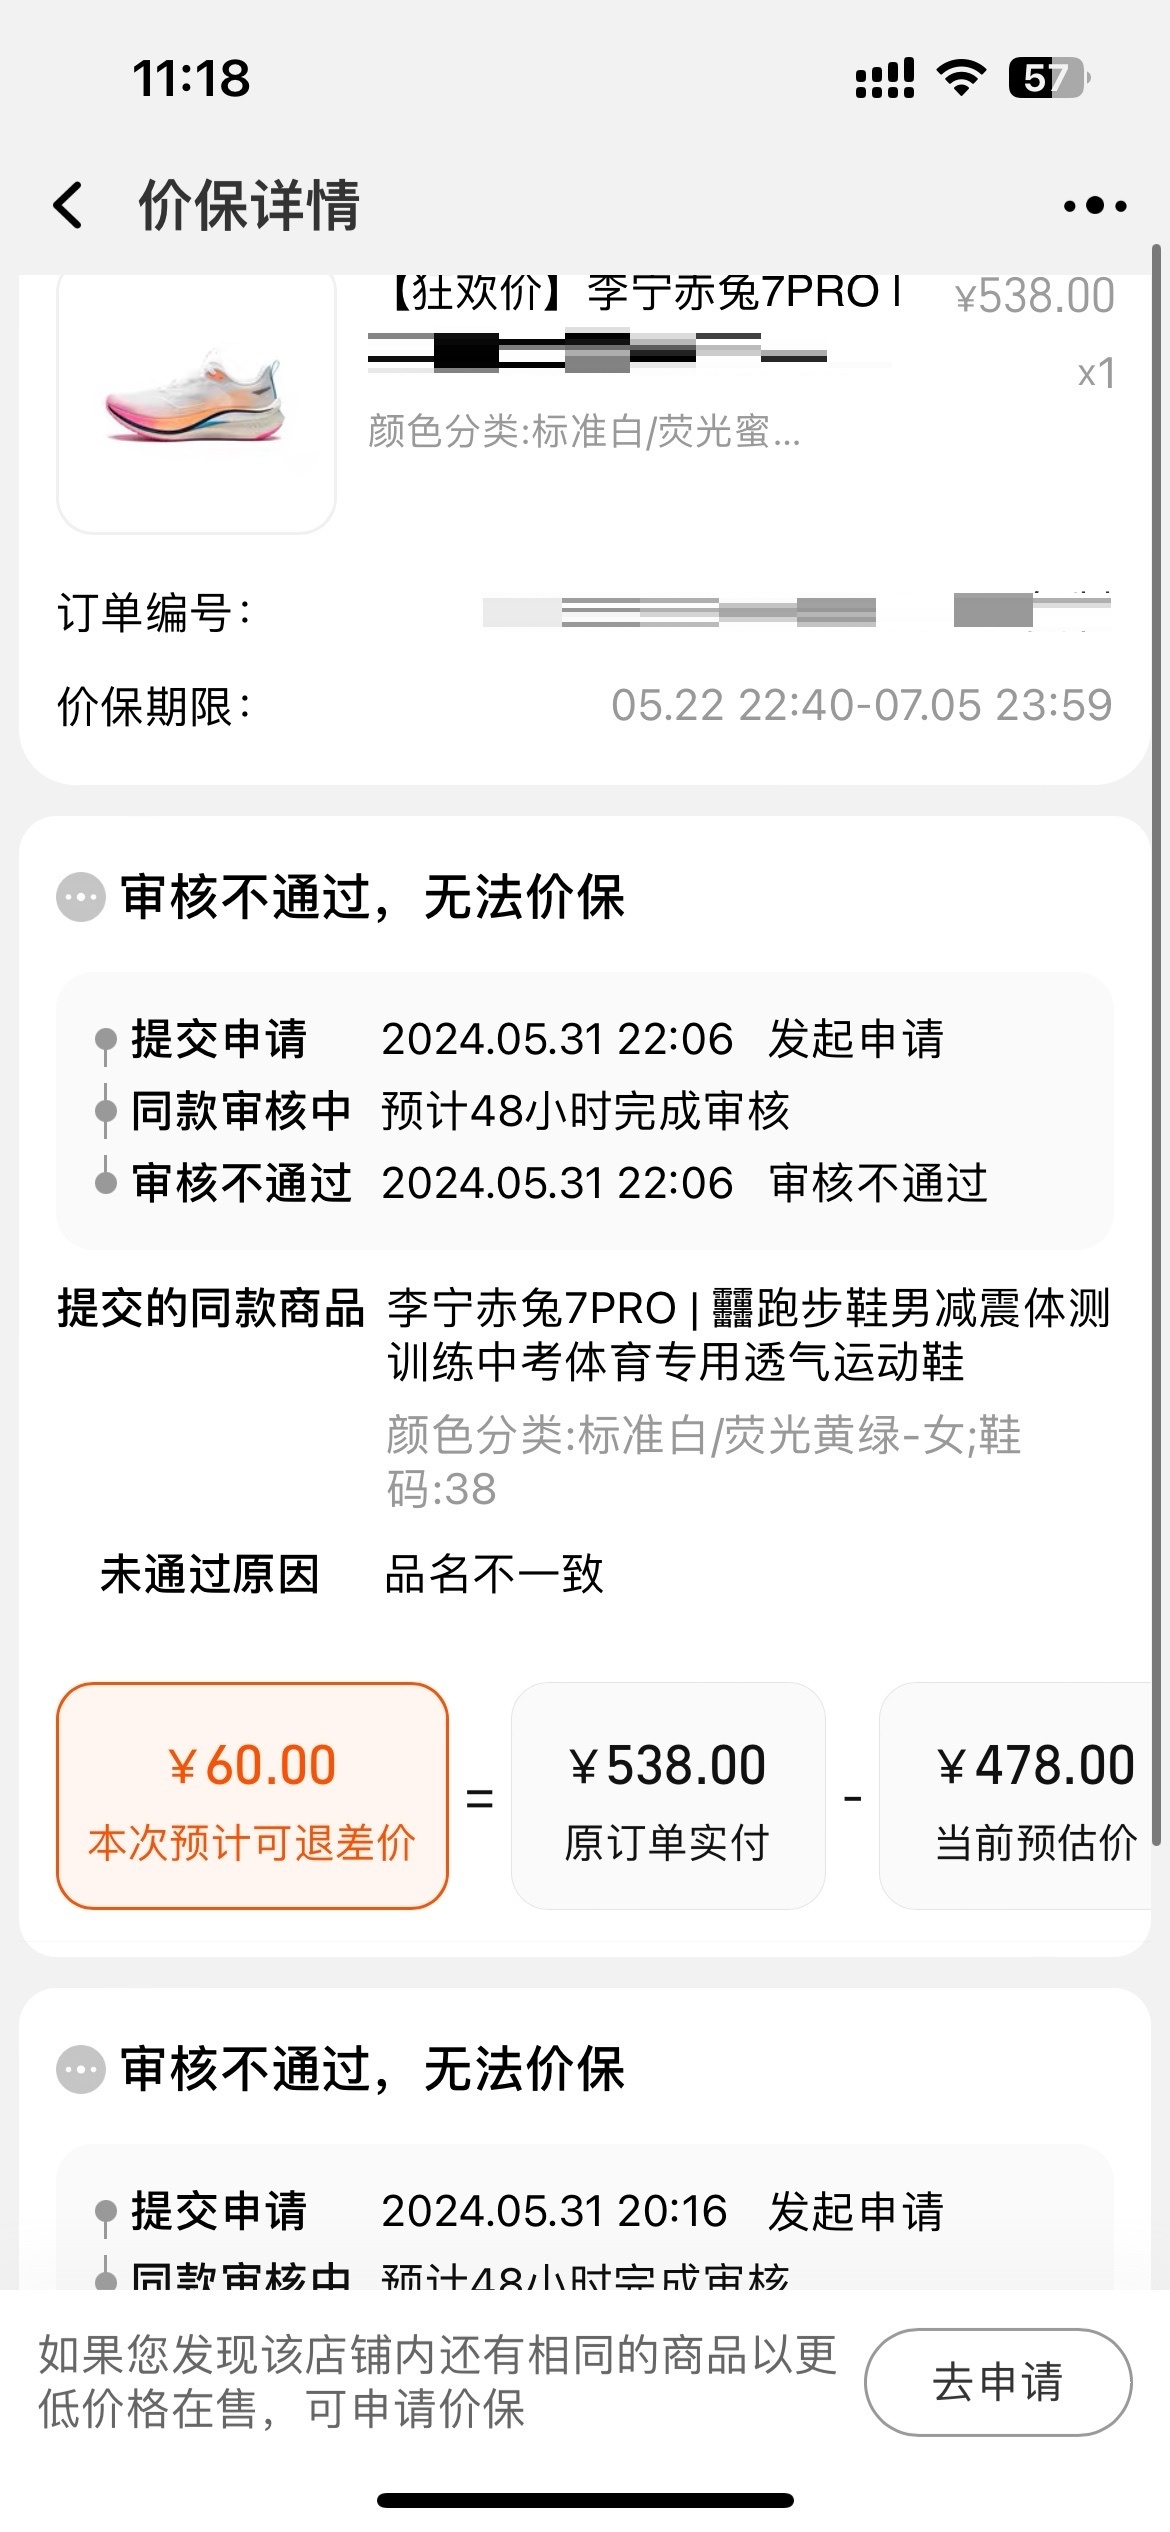 11:18
57
价保详情
【狂欢价】李宁赤兔7PRO |
¥538.00
x1
颜色分类:标准白/荧光蜜...
订单编号:
价保期限:
05.22 22:40-07.05 23:59
审核不通过，无法价保
提交申请 2024.05.31 22:06 发起申请
同款审核中 预计48小时完成审核
审核不通过 2024.05.31 22:06 审核不通过
提交的同款商品 李宁赤兔7PRO | 䨻跑步鞋男减震体测
训练中考体育专用透气运动鞋
颜色分类:标准白/荧光黄绿-女;鞋
码:38
未通过原因 品名不一致
¥60.00 = ¥538.00 - ¥478.00
本次预计可退差价 原订单实付 当前预估价
审核不通过，无法价保
提交申请 2024.05.31 20:16 发起申请
同款审核中 预计48小时完成审核
如果您发现该店铺内还有相同的商品以更
低价格在售，可申请价保
去申请